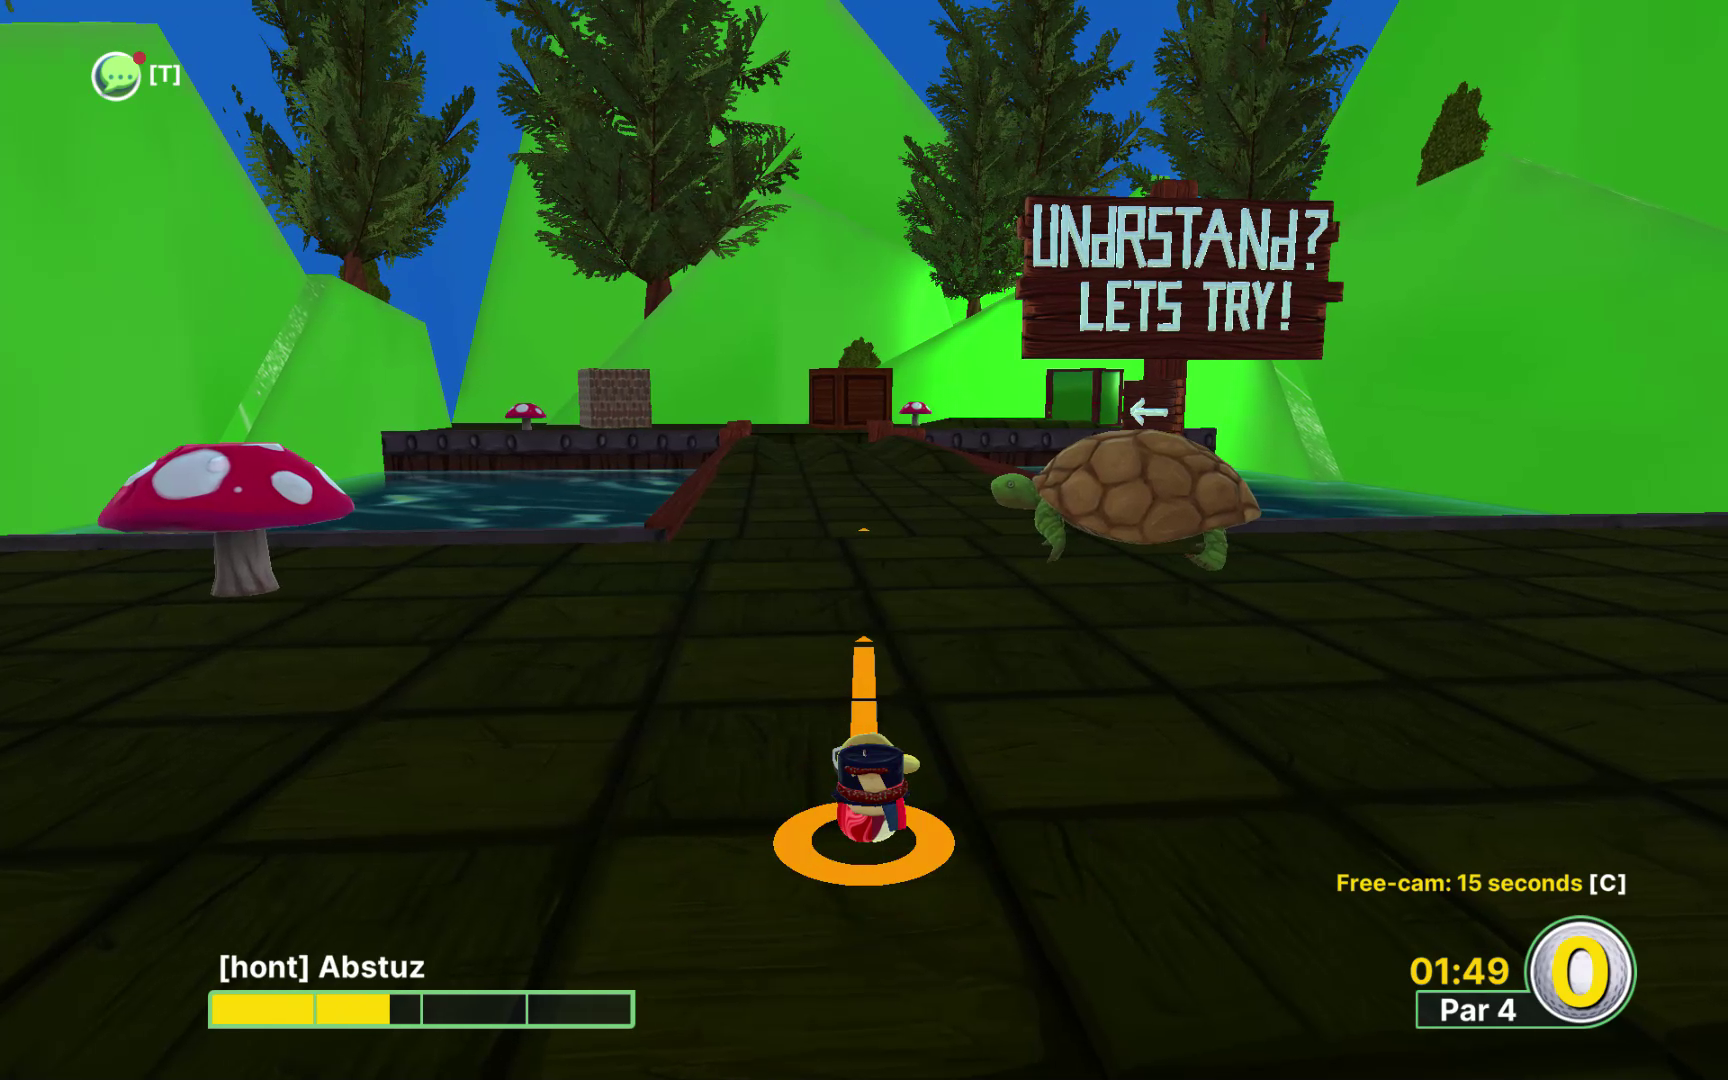 [T]
UNdRSTANd?
LETS TRY!
Free-cam: 15 seconds [C]
[hont] Abstuz
01:49
0
Par 4